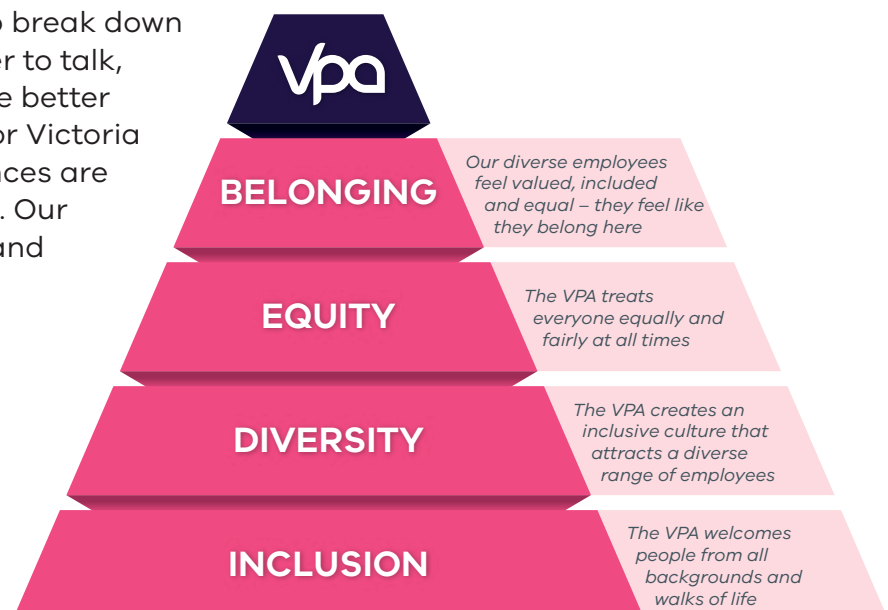 o break down
er to talk,
e better
or Victoria
nces are
. Our
and
vpa
BELONGING
Our diverse employees
feel valued, included
and equal – they feel like
they belong here
EQUITY
The VPA treats
everyone equally and
fairly at all times
DIVERSITY
The VPA creates an
inclusive culture that
attracts a diverse
range of employees
INCLUSION
The VPA welcomes
people from all
backgrounds and
walks of life